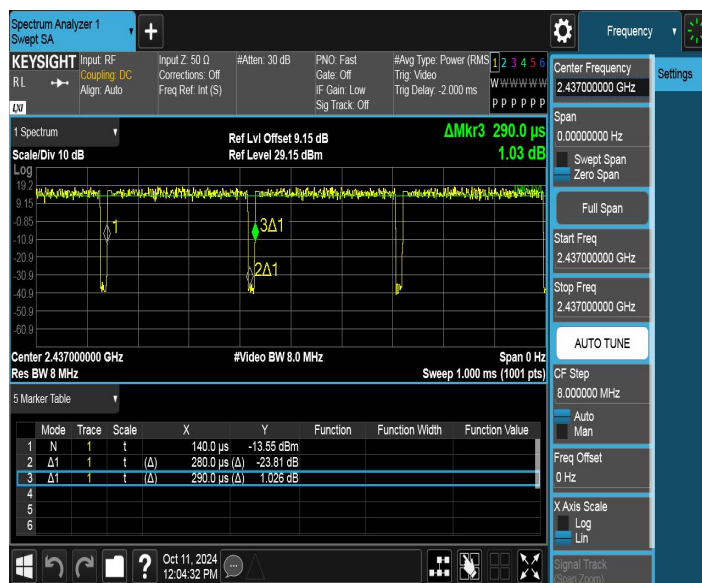 Spectrum Analyzer 1
Swept SA
+
Frequency
KEYSIGHT
RL
LXI
Input: RF
Coupling: DC
Align: Auto
Input Z: 50 Ω
Corrections: Off
Freq Ref: Int (S)
#Atten: 30 dB
PNO: Fast
Gate: Off
IF Gain: Low
Sig Track: Off
#Avg Type: Power (RMS
Trig: Video
Trig Delay: -2.000 ms
1 2 3 4 5 6
W W W W W W
P P P P P P
1 Spectrum
Scale/Div 10 dB
Ref Lvl Offset 9.15 dB
Ref Level 29.15 dBm
ΔMkr3 290.0 µs
1.03 dB
Log
19.2
9.15
-0.85
-10.9
-20.9
-30.9
-40.9
-50.9
-60.9
1
3Δ1
2Δ1
Center 2.437000000 GHz
Res BW 8 MHz
#Video BW 8.0 MHz
Span 0 Hz
Sweep 1.000 ms (1001 pts)
5 Marker Table
Mode Trace Scale X Y Function Function Width Function Value
1 N 1 t 140.0 µs -13.55 dBm
2 Δ1 1 t (Δ) 280.0 µs (Δ) -23.81 dB
3 Δ1 1 t (Δ) 290.0 µs (Δ) 1.026 dB
4
5
6
?
Oct 11, 2024
12:04:32 PM
Center Frequency
2.437000000 GHz
Settings
Span
0.00000000 Hz
Swept Span
Zero Span
Full Span
Start Freq
2.437000000 GHz
Stop Freq
2.437000000 GHz
AUTO TUNE
CF Step
8.000000 MHz
Auto
Man
Freq Offset
0 Hz
X Axis Scale
Log
Lin
Signal Track
(Span Zoom)